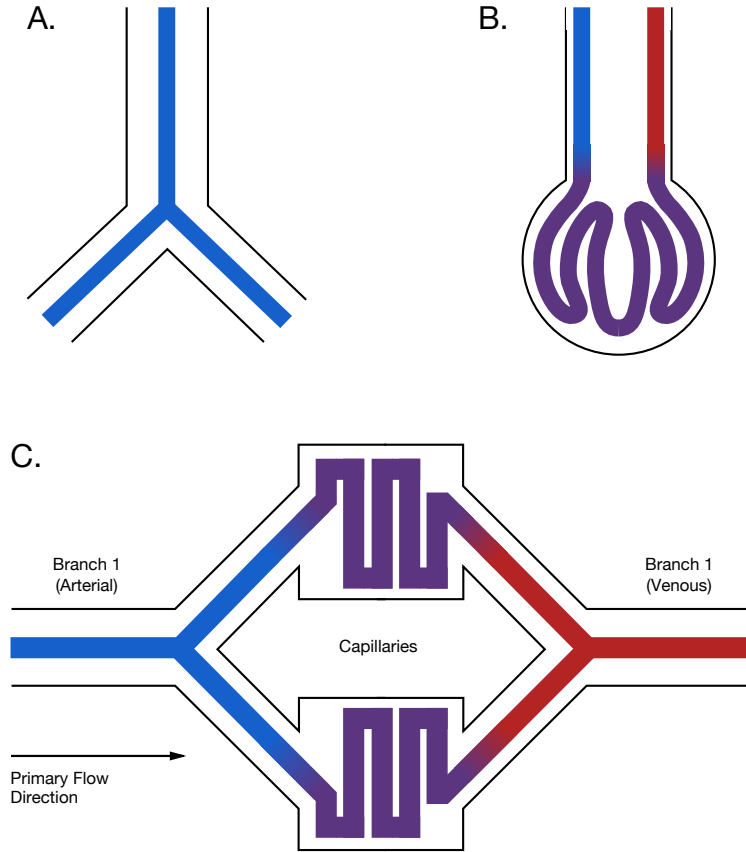 A.
B.
C.
Branch 1
(Arterial)
Branch 1
(Venous)
Capillaries
Primary Flow
Direction